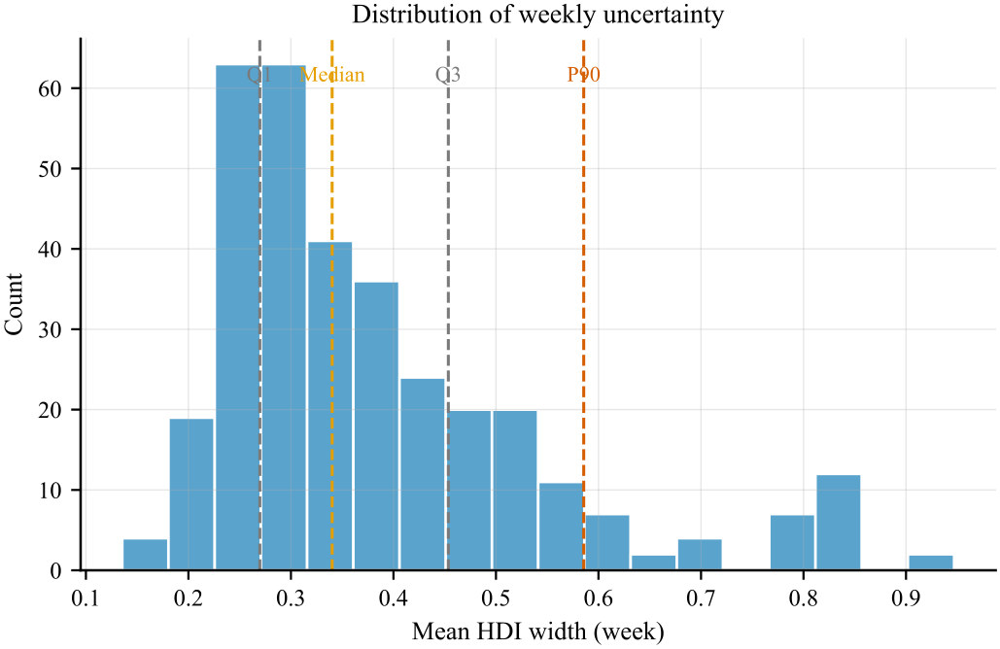 Distribution of weekly uncertainty
Q1 Median Q3 P90
60
50
40
30
20
10
0
Count
0.1 0.2 0.3 0.4 0.5 0.6 0.7 0.8 0.9
Mean HDI width (week)